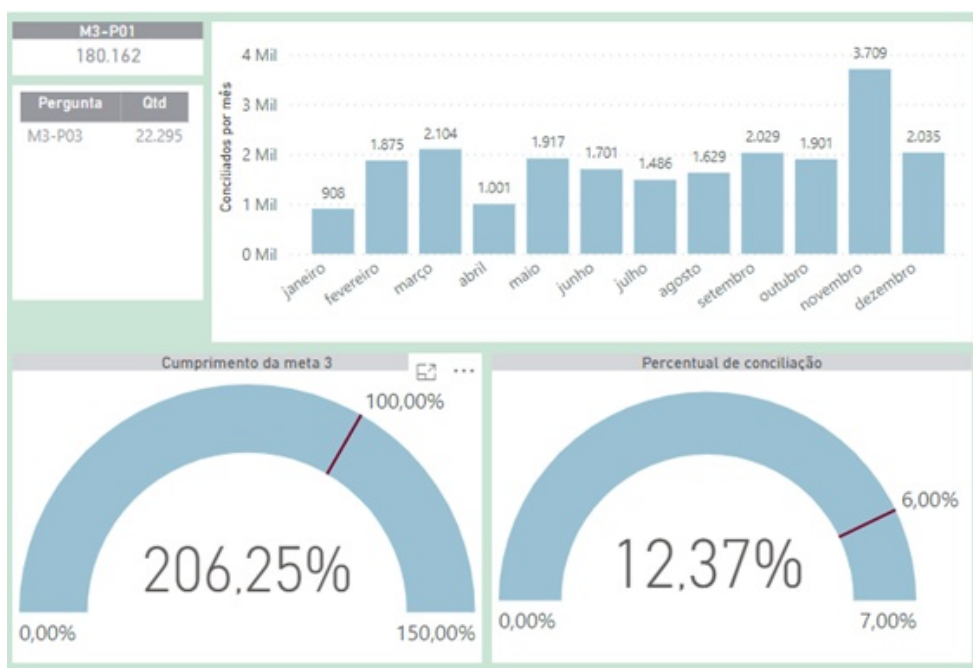 M3-P01
180.162
Pergunta Qtd
M3-P03 22.295
Conciliados por mês
4 Mil
3 Mil
2 Mil
1 Mil
0 Mil
908
1.875
2.104
1.001
1.917
1.701
1.486
1.629
2.029
1.901
3.709
2.035
janeiro
fevereiro
março
abril
maio
junho
julho
agosto
setembro
outubro
novembro
dezembro
Cumprimento da meta 3
100,00%
206,25%
0,00%
150,00%
Percentual de conciliação
6,00%
12,37%
0,00%
7,00%